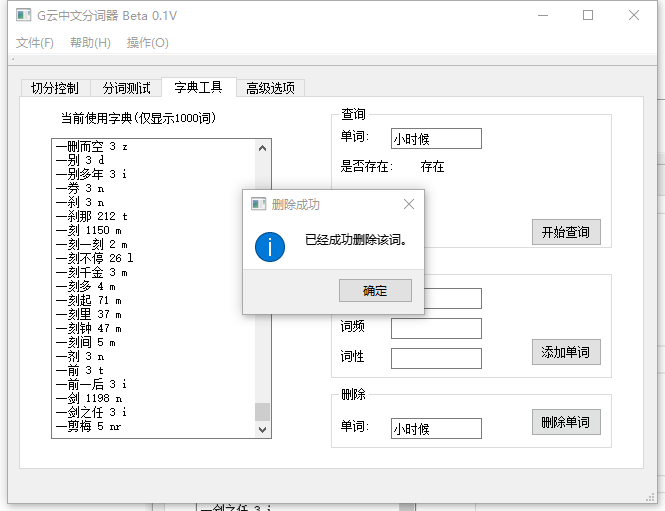 G云中文分词器 Beta 0.1V
文件(F) 帮助(H) 操作(O)
切分控制 分词测试 字典工具 高级选项
当前使用字典(仅显示1000词)
一删而空 3 z
一别 3 d
一别多年 3 i
一券 3 n
一刹 3 n
一刹那 212 t
一刻 1150 m
一刻一刻 2 m
一刻不停 26 l
一刻千金 3 m
一刻多 4 m
一刻起 71 m
一刻里 37 m
一刻钟 47 m
一刻间 5 m
一剂 3 n
一前 3 t
一前一后 3 i
一剑 1198 n
一剑之任 3 i
一剪梅 5 nr
查询
单词: 小时候
是否存在: 存在
开始查询
删除成功
已经成功删除该词。
确定
词频
词性
添加单词
删除
单词: 小时候
删除单词
一剑之任 3 i